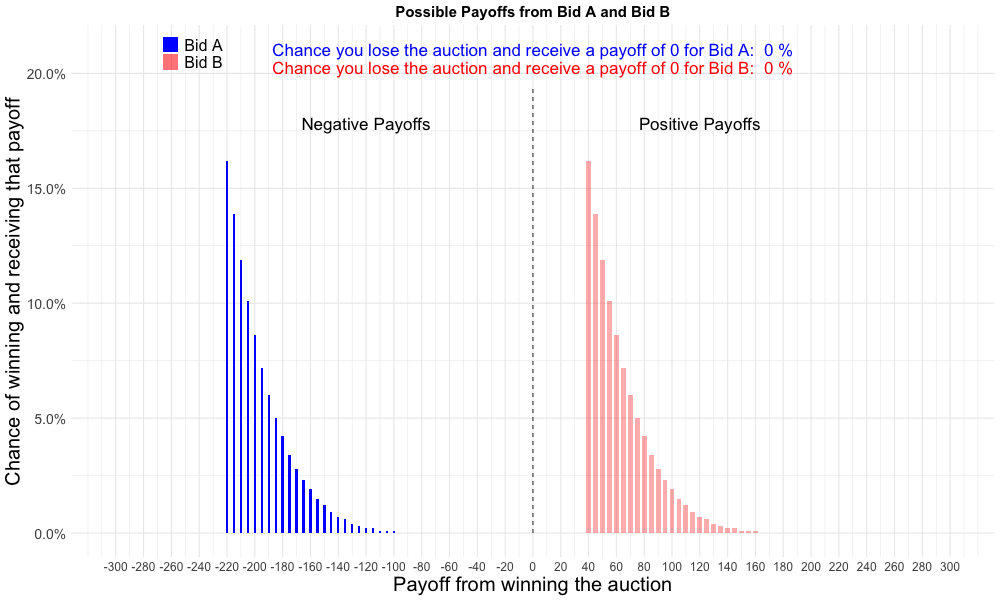 Possible Payoffs from Bid A and Bid B
Bid A
Bid B
Chance you lose the auction and receive a payoff of 0 for Bid A:  0 %
Chance you lose the auction and receive a payoff of 0 for Bid B:  0 %
Negative Payoffs
Positive Payoffs
Chance of winning and receiving that payoff
20.0%
15.0%
10.0%
5.0%
0.0%
-300 -280 -260 -240 -220 -200 -180 -160 -140 -120 -100 -80 -60 -40 -20 0 20 40 60 80 100 120 140 160 180 200 220 240 260 280 300
Payoff from winning the auction